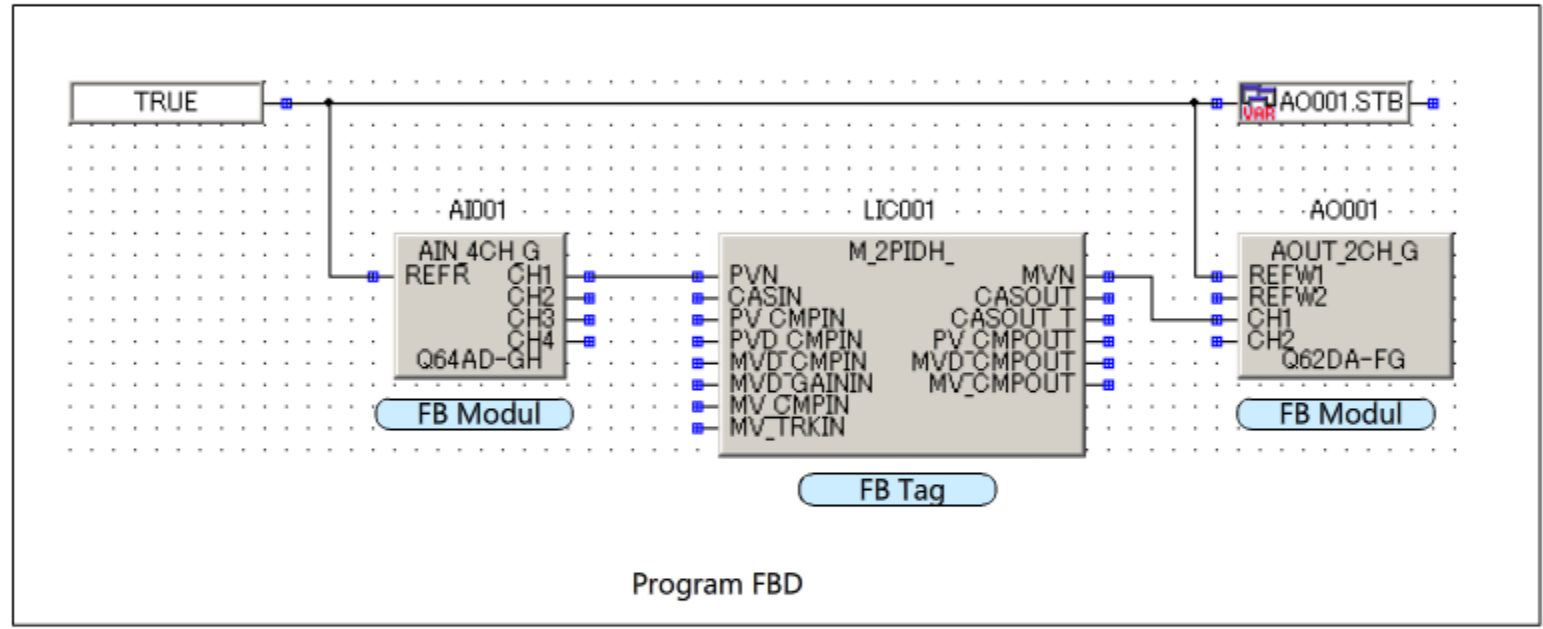 TRUE
VAR AO001.STB
AI001
LIC001
AO001
AIN_4CH_G
REFR CH1
CH2
CH3
CH4
Q64AD-GH
M_2PIDH_
PVN MVN
CASIN CASOUT
PV_CMPIN CASOUT_T
PVD_CMPIN PV_CMPOUT
MVD_CMPIN MVD_CMPOUT
MVD_GAININ MV_CMPOUT
MV_CMPIN
MV_TRKIN
AOUT_2CH_G
REFW1
REFW2
CH1
CH2
Q62DA-FG
FB Modul
FB Modul
FB Tag
Program FBD